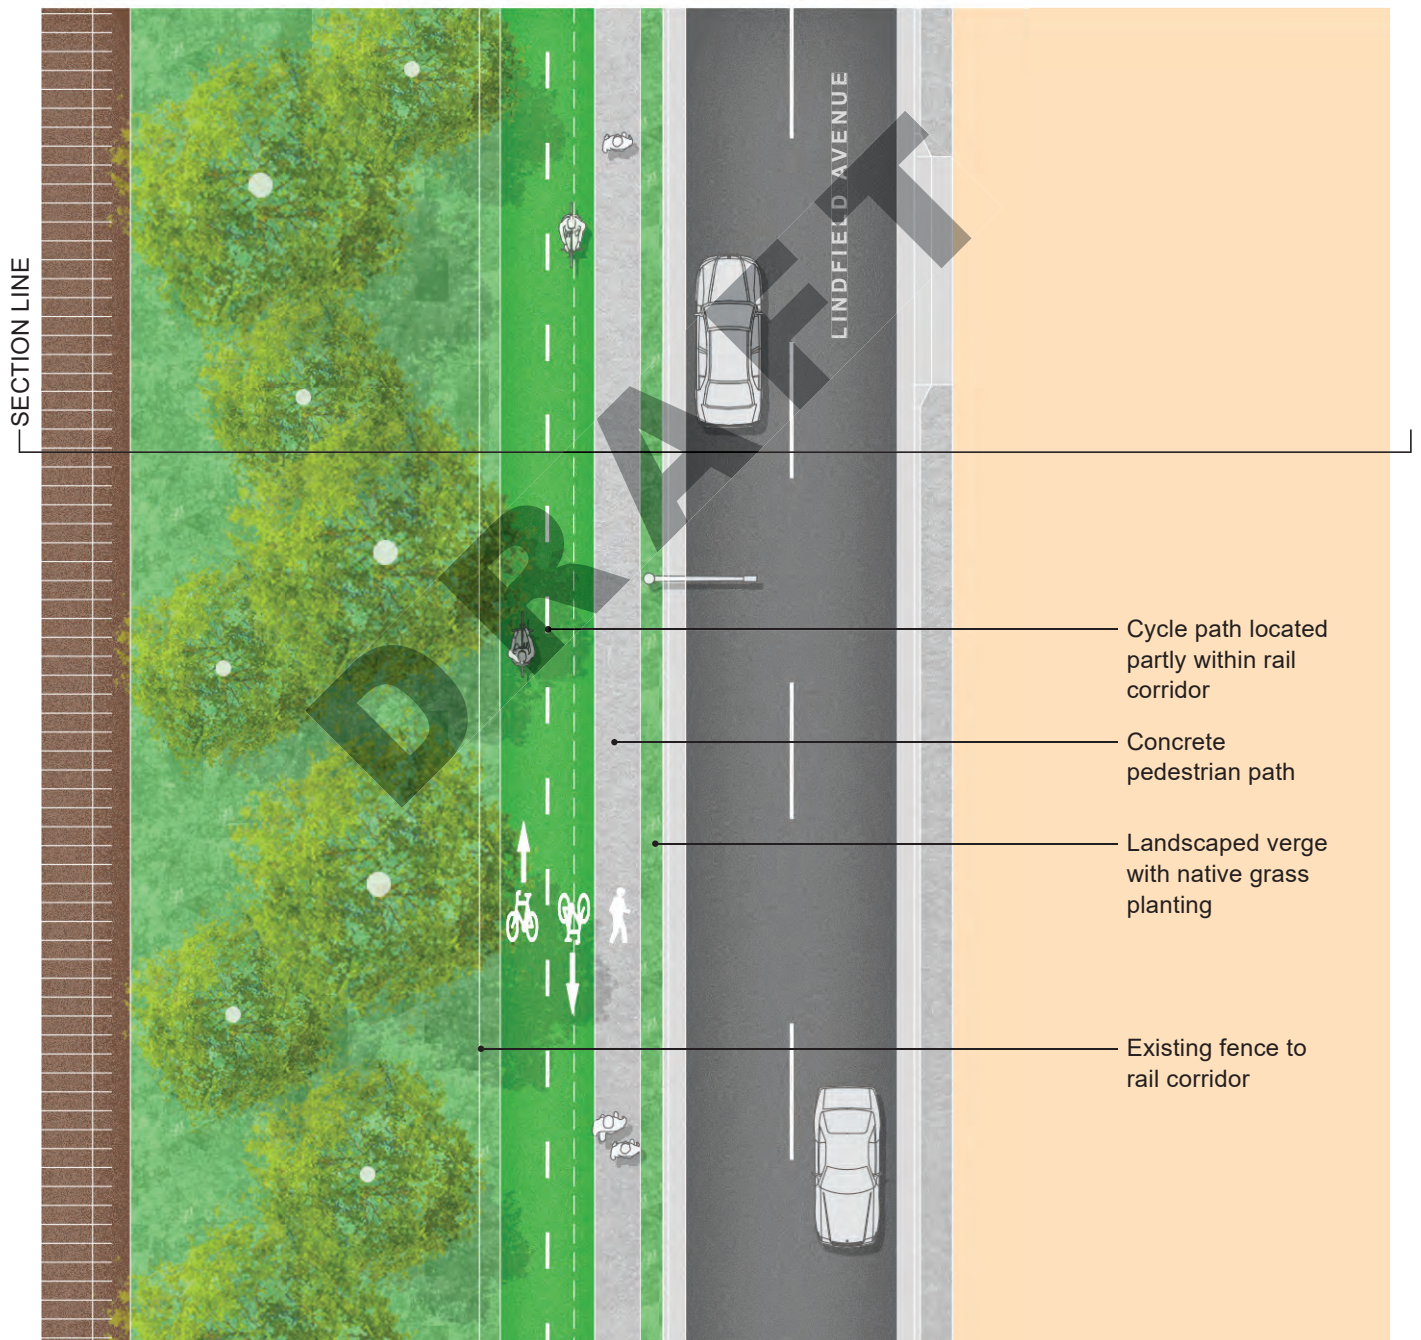 SECTION LINE
LINDFIELD AVENUE
DRAFT
Cycle path located
partly within rail
corridor
Concrete
pedestrian path
Landscaped verge
with native grass
planting
Existing fence to
rail corridor